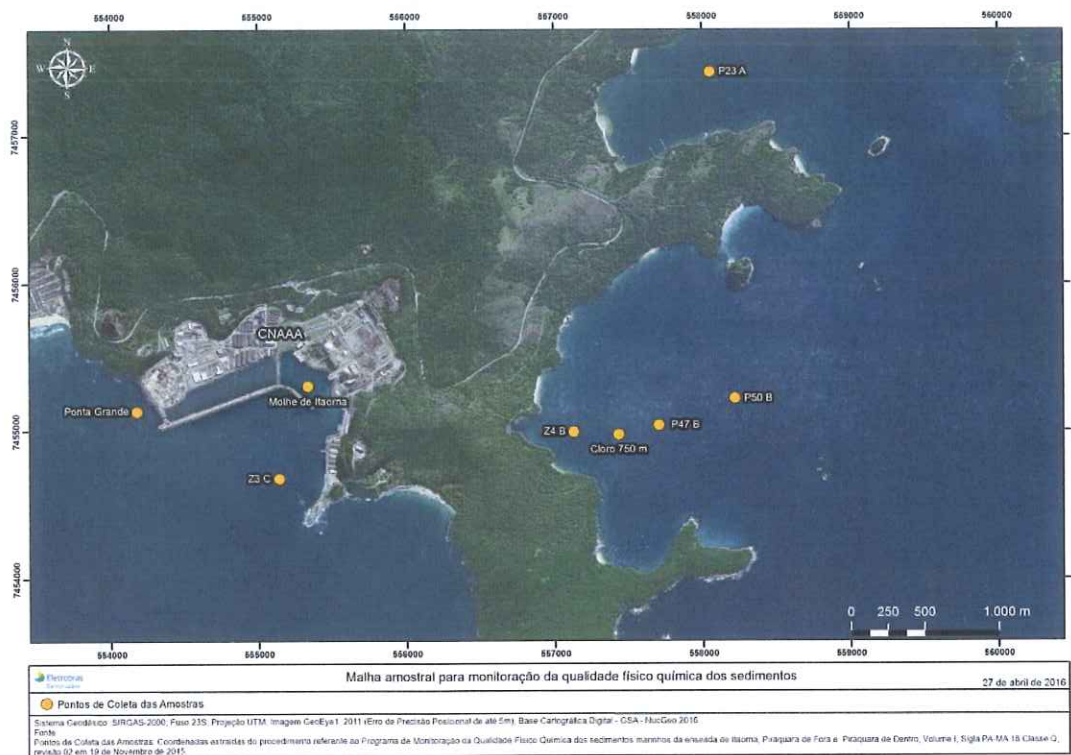 554000 555000 556000 557000 558000 559000 560000
N
W E
S
P23 A
7457000
7456000
CNAAA
Molhe de Itaorna
Ponta Grande
P50 B
P47 B
7455000
Z4 B
Cloro 750 m
Z3 C
7454000
0 250 500 1.000 m
554000 555000 556000 557000 558000 559000 560000
Eletrobras
Malha amostral para monitoração da qualidade físico química dos sedimentos
27 de abril de 2016
Pontos de Coleta das Amostras
Sistema Geodésico: SIRGAS-2000, Fuso 23S, Projeção UTM. Imagem GeoEye1, 2011 (Erro de Precisão Posicional de até 5m), Base Cartográfica Digital - GSA - NucGeo 2016.
Fonte
Pontos de Coleta das Amostras: Coordenadas extraídas do procedimento referente ao Programa de Monitoração da Qualidade Físico Química dos sedimentos marinhos da enseada de Itaorna, Piraquara de Fora e Piraquara de Dentro, Volume I, Sigla PA-MA 18 Classe Q,
revisão 02 em 19 de Novembro de 2015.